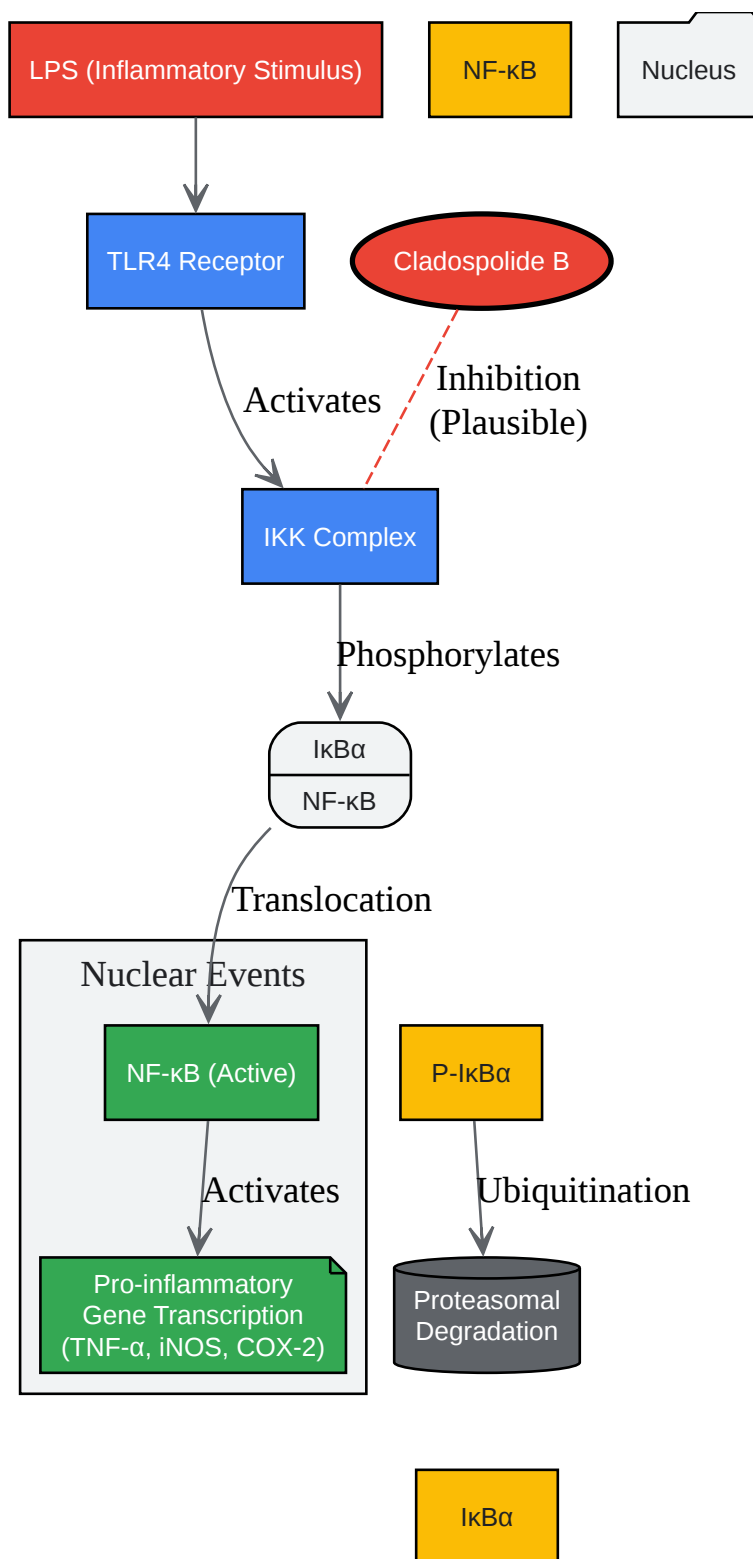 LPS (Inflammatory Stimulus)
NF-κB
Nucleus
TLR4 Receptor
Cladospolide B
Activates
Inhibition
(Plausible)
IKK Complex
Phosphorylates
IκBα
NF-κB
Translocation
Nuclear Events
NF-κB (Active)
P-IκBα
Activates
Ubiquitination
Pro-inflammatory
Gene Transcription
(TNF-α, iNOS, COX-2)
Proteasomal
Degradation
IκBα